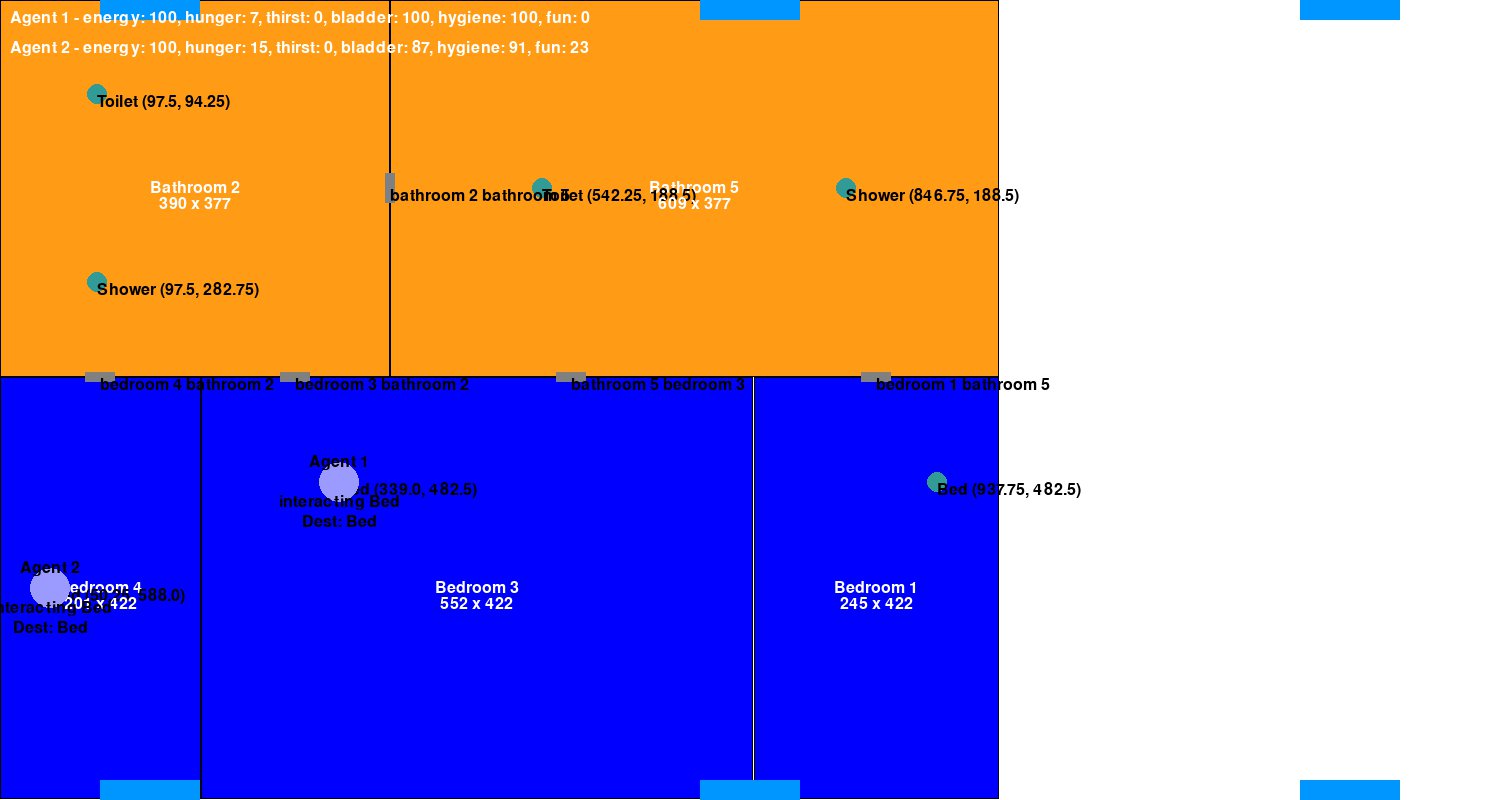 Agent 1 - energy: 100, hunger: 7, thirst: 0, bladder: 100, hygiene: 100, fun: 0
Agent 2 - energy: 100, hunger: 15, thirst: 0, bladder: 87, hygiene: 91, fun: 23
Toilet (97.5, 94.25)
Bathroom 2
390 x 377
bathroom 2 bathroom 5
Toilet (542.25, 188.5)
Bathroom 5
609 x 377
Shower (846.75, 188.5)
Shower (97.5, 282.75)
bedroom 4 bathroom 2
bedroom 3 bathroom 2
bathroom 5 bedroom 3
bedroom 1 bathroom 5
Agent 1
(339.0, 482.5)
interacting Bed
Dest: Bed
Bed (937.75, 482.5)
Agent 2
Bedroom 4
201 x 422
588.0)
interacting Bed
Dest: Bed
Bedroom 3
552 x 422
Bedroom 1
245 x 422